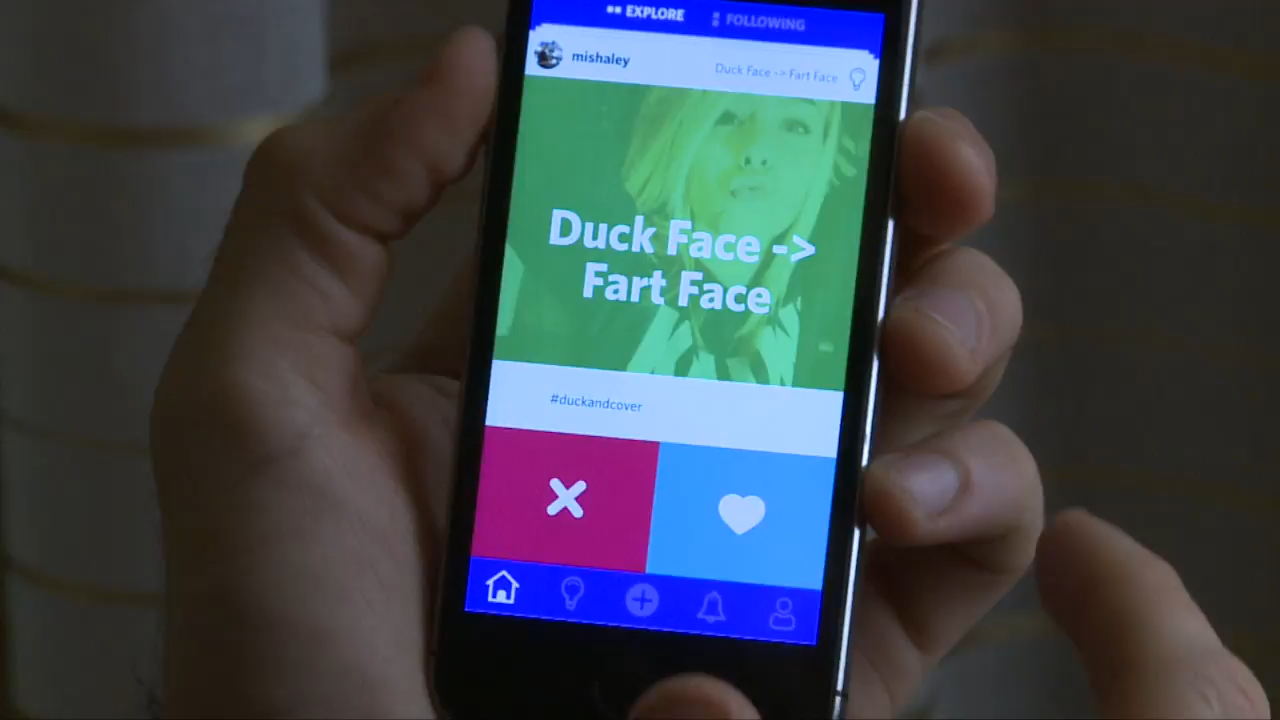 EXPLORE FOLLOWING
mishaley Duck Face -> Fart Face
Duck Face ->
Fart Face
#duckandcover